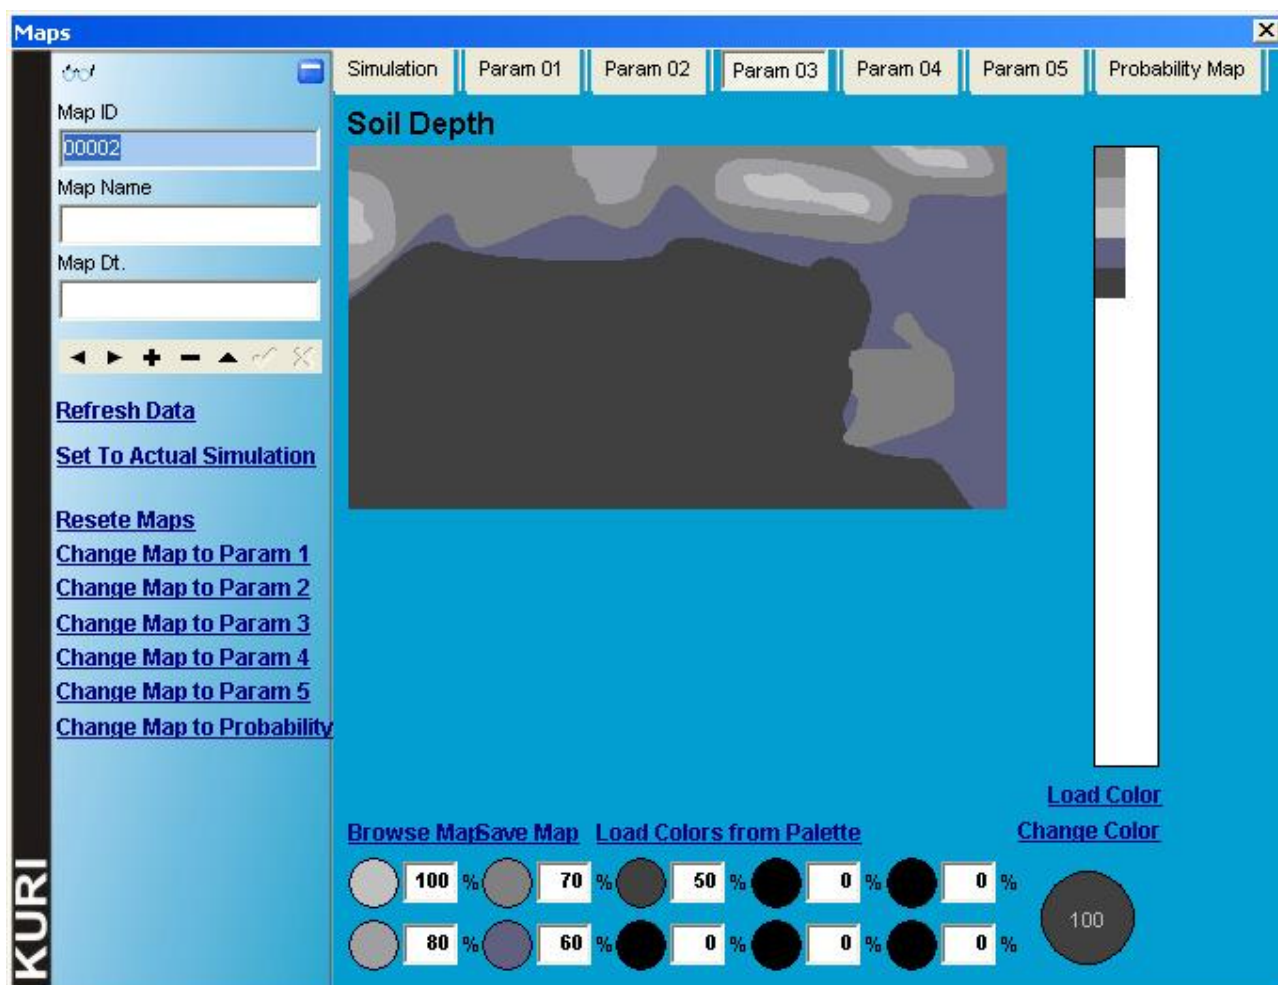 Maps
Simulation Param 01 Param 02 Param 03 Param 04 Param 05 Probability Map
Map ID
00002
Map Name
Map Dt.
Refresh Data
Set To Actual Simulation
Resete Maps
Change Map to Param 1
Change Map to Param 2
Change Map to Param 3
Change Map to Param 4
Change Map to Param 5
Change Map to Probability
KURI
Soil Depth
Load Color
Browse Map Save Map Load Colors from Palette Change Color
100 % 70 % 50 % 0 % 0 %
80 % 60 % 0 % 0 % 0 %
100